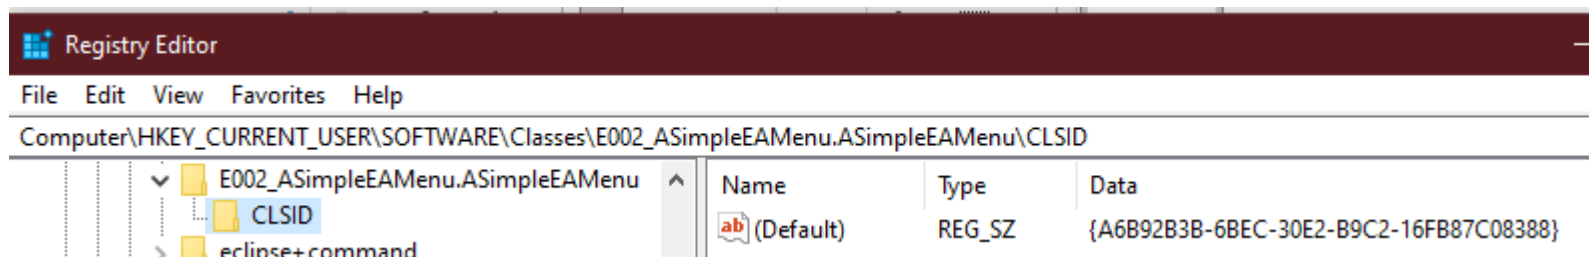 Registry Editor
File Edit View Favorites Help
Computer\HKEY_CURRENT_USER\SOFTWARE\Classes\E002_ASimpleEAMenu.ASimpleEAMenu\CLSID
E002_ASimpleEAMenu.ASimpleEAMenu
CLSID
eclipse+command
Name Type Data
ab (Default) REG_SZ {A6B92B3B-6BEC-30E2-B9C2-16FB87C08388}